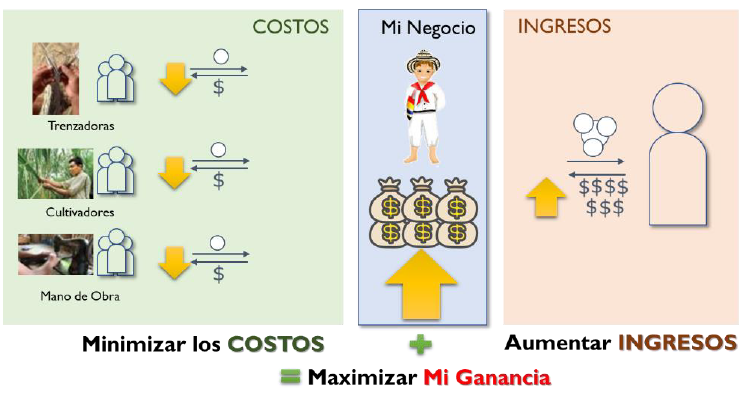 COSTOS
Mi Negocio
INGRESOS
$
Trenzadoras
$
Cultivadores
$
Mano de Obra
$ $ $
$ $ $
$$$$
$$$
Minimizar los COSTOS
+
Aumentar INGRESOS
= Maximizar Mi Ganancia